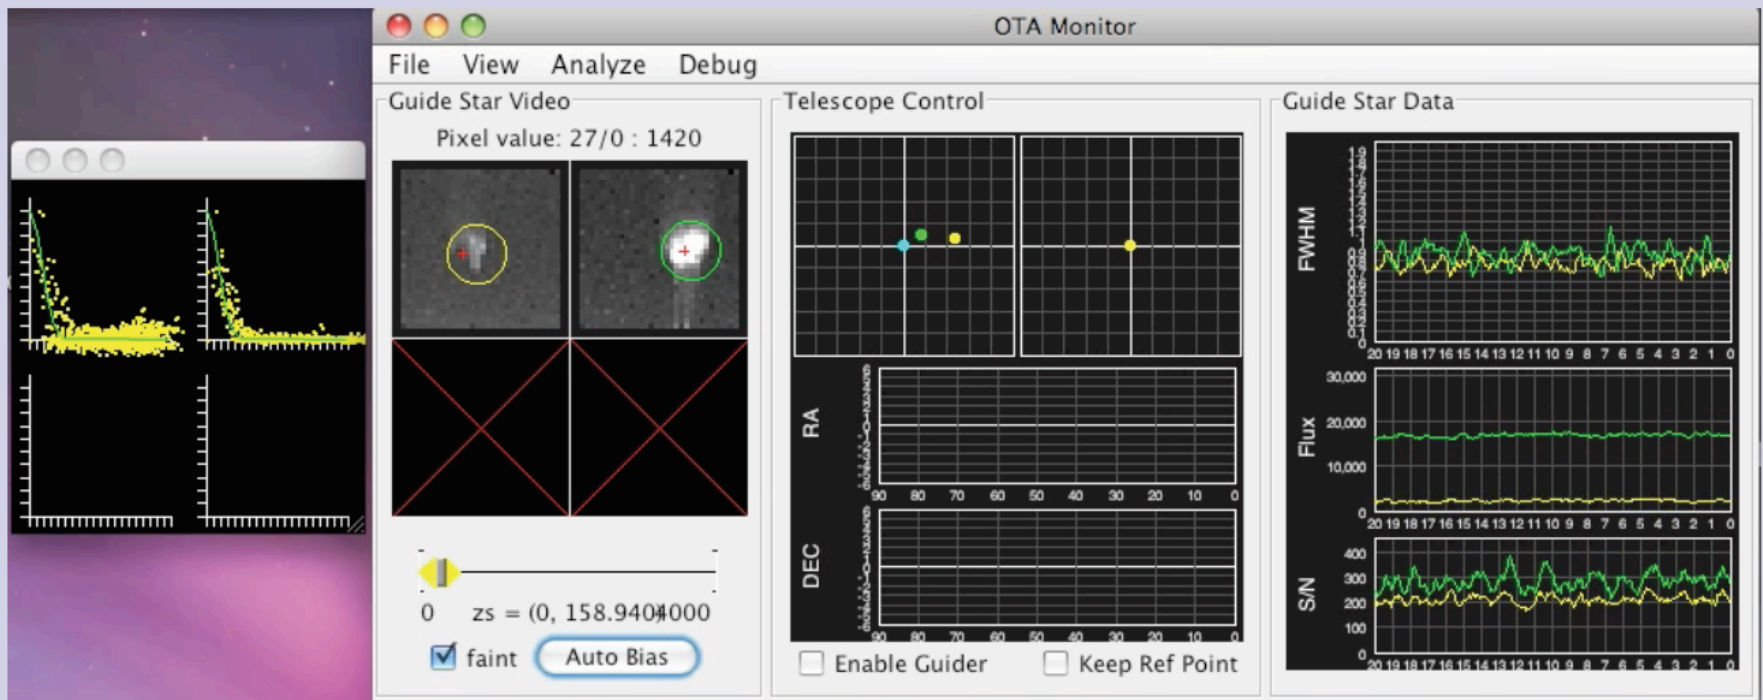 OTA Monitor
File View Analyze Debug
Guide Star Video
Pixel value: 27/0 : 1420
0 zs = (0, 158.940 4000
faint Auto Bias
Telescope Control
RA
90 80 70 60 50 40 30 20 10 0
DEC
90 80 70 60 50 40 30 20 10 0
Enable Guider Keep Ref Point
Guide Star Data
FWHM
20 19 18 17 16 15 14 13 12 11 10 9 8 7 6 5 4 3 2 1 0
Flux
30,000
20,000
10,000
0
20 19 18 17 16 15 14 13 12 11 10 9 8 7 6 5 4 3 2 1 0
S/N
400
300
200
100
0
20 19 18 17 16 15 14 13 12 11 10 9 8 7 6 5 4 3 2 1 0